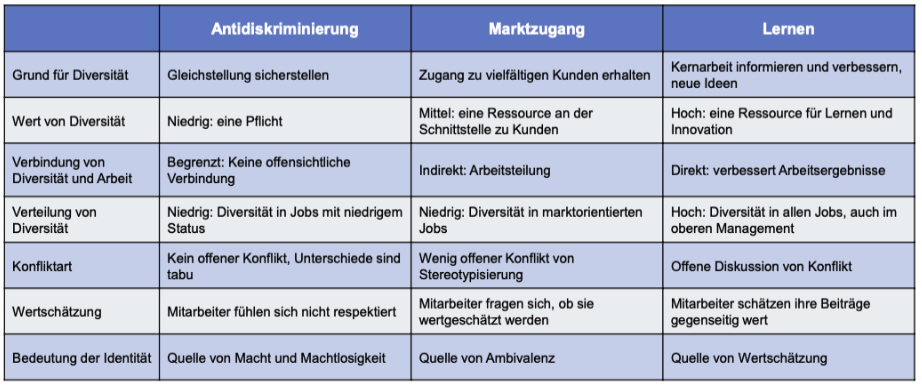 Antidiskriminierung Marktzugang Lernen
Grund für Diversität Gleichstellung sicherstellen Zugang zu vielfältigen Kunden erhalten Kernarbeit informieren und verbessern,
neue Ideen
Wert von Diversität Niedrig: eine Pflicht Mittel: eine Ressource an der
Schnittstelle zu Kunden Hoch: eine Ressource für Lernen und
Innovation
Verbindung von
Diversität und Arbeit Begrenzt: Keine offensichtliche
Verbindung Indirekt: Arbeitsteilung Direkt: verbessert Arbeitsergebnisse
Verteilung von
Diversität Niedrig: Diversität in Jobs mit niedrigem
Status Niedrig: Diversität in marktorientierten
Jobs Hoch: Diversität in allen Jobs, auch im
oberen Management
Konfliktart Kein offener Konflikt, Unterschiede sind
tabu Wenig offener Konflikt von
Stereotypisierung Offene Diskussion von Konflikt
Wertschätzung Mitarbeiter fühlen sich nicht respektiert Mitarbeiter fragen sich, ob sie
wertgeschätzt werden Mitarbeiter schätzen ihre Beiträge
gegenseitig wert
Bedeutung der Identität Quelle von Macht und Machtlosigkeit Quelle von Ambivalenz Quelle von Wertschätzung